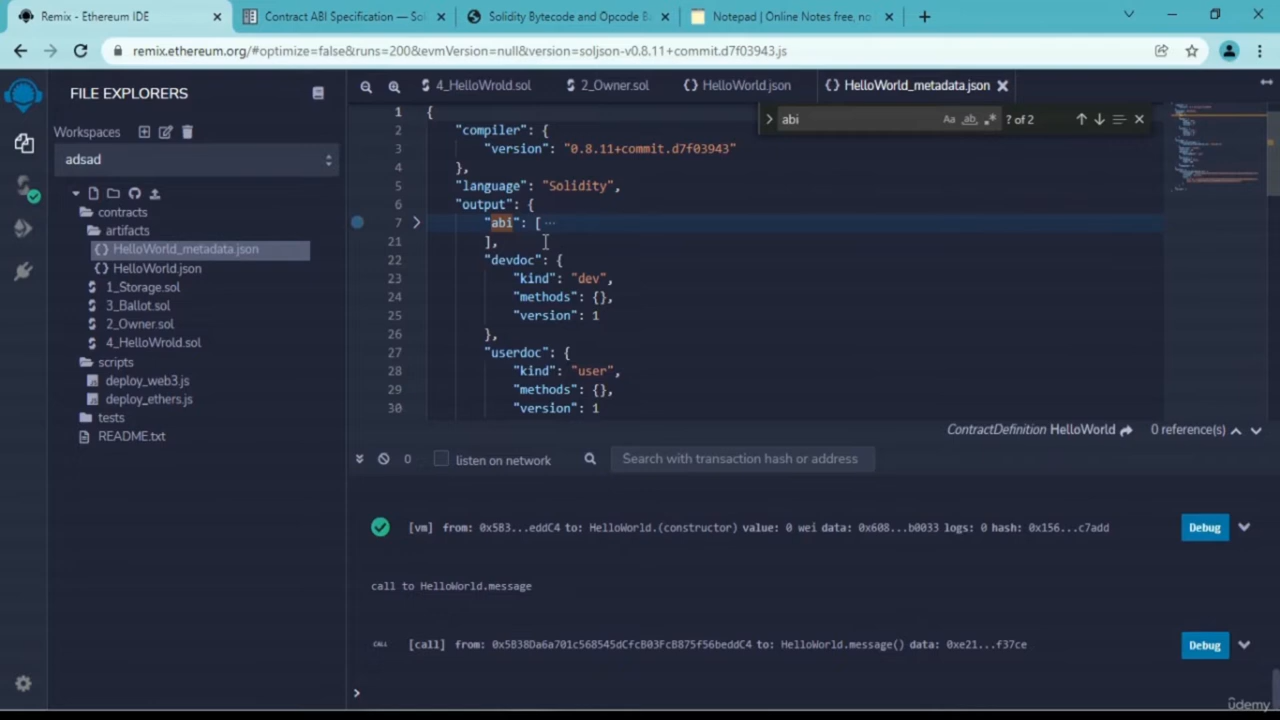 Remix - Ethereum IDE
Contract ABI Specification — Sol
Solidity Bytecode and Opcode B
Notepad | Online Notes free, no
remix.ethereum.org/#optimize=false&runs=200&evmVersion=null&version=soljson-v0.8.11+commit.d7f03943.js
FILE EXPLORERS
Workspaces
adsad
contracts
artifacts
{} HelloWorld_metadata.json
{} HelloWorld.json
1_Storage.sol
3_Ballot.sol
2_Owner.sol
4_HelloWrold.sol
scripts
deploy_web3.js
deploy_ethers.js
tests
README.txt
4_HelloWrold.sol
2_Owner.sol
{} HelloWorld.json
{} HelloWorld_metadata.json
abi
Aa ab ? of 2
1 {
2 "compiler": {
3 "version": "0.8.11+commit.d7f03943"
4 },
5 "language": "Solidity",
6 "output": {
7 "abi": [ ...
21 ],
22 "devdoc": {
23 "kind": "dev",
24 "methods": {},
25 "version": 1
26 },
27 "userdoc": {
28 "kind": "user",
29 "methods": {},
30 "version": 1
ContractDefinition HelloWorld 0 reference(s)
0 listen on network Search with transaction hash or address
[vm] from: 0x5B3...eddC4 to: HelloWorld.(constructor) value: 0 wei data: 0x608...b0033 logs: 0 hash: 0x156...c7add
Debug
call to HelloWorld.message
CALL [call] from: 0x5B38Da6a701c568545dCfcB03FcB875f56beddC4 to: HelloWorld.message() data: 0xe21...f37ce
Debug
>
ûdemy